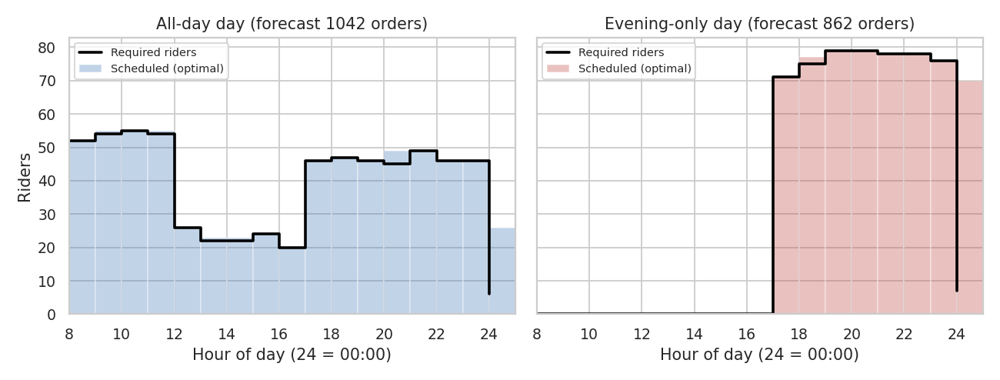 All-day day (forecast 1042 orders)
Required riders
Scheduled (optimal)
Riders
80
70
60
50
40
30
20
10
0
8 10 12 14 16 18 20 22 24
Hour of day (24 = 00:00)
Evening-only day (forecast 862 orders)
Required riders
Scheduled (optimal)
8 10 12 14 16 18 20 22 24
Hour of day (24 = 00:00)